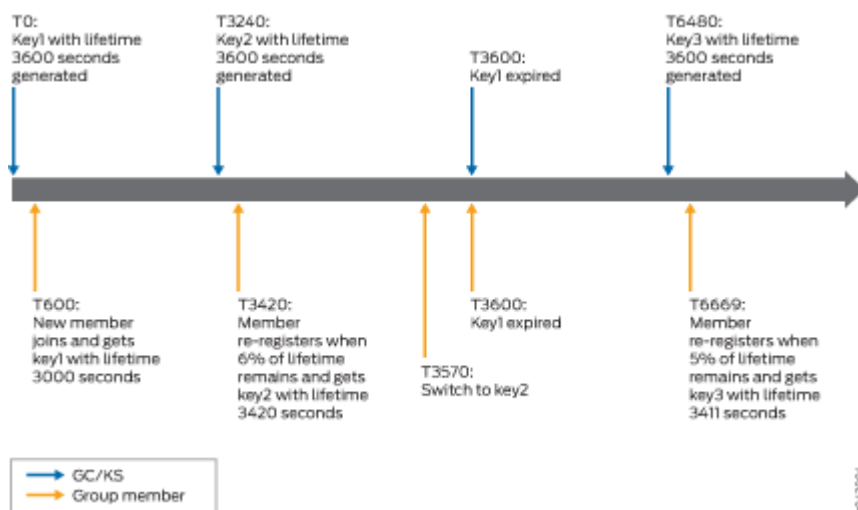 T0:
Key1 with lifetime
3600 seconds
generated
T3240:
Key2 with lifetime
3600 seconds
generated
T3600:
Key1 expired
T6480:
Key3 with lifetime
3600 seconds
generated
T600:
New member
joins and gets
key1 with lifetime
3000 seconds
T3420:
Member
re-registers when
6% of lifetime
remains and gets
key2 with lifetime
3420 seconds
T3570:
Switch to key2
T3600:
Key1 expired
T6669:
Member
re-registers when
5% of lifetime
remains and gets
key3 with lifetime
3411 seconds
GC/KS
Group member